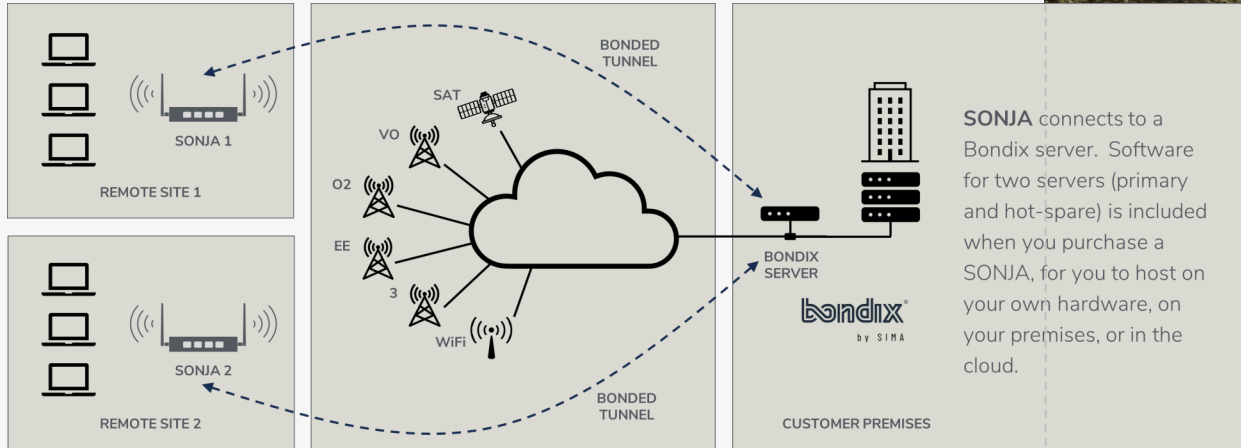 SONJA 1
REMOTE SITE 1
SONJA 2
REMOTE SITE 2
BONDED
TUNNEL
SAT
VO
O2
EE
3
WiFi
BONDED
TUNNEL
BONDIX
SERVER
bondix®
by SIMA
CUSTOMER PREMISES
SONJA connects to a
Bondix server. Software
for two servers (primary
and hot-spare) is included
when you purchase a
SONJA, for you to host on
your own hardware, on
your premises, or in the
cloud.